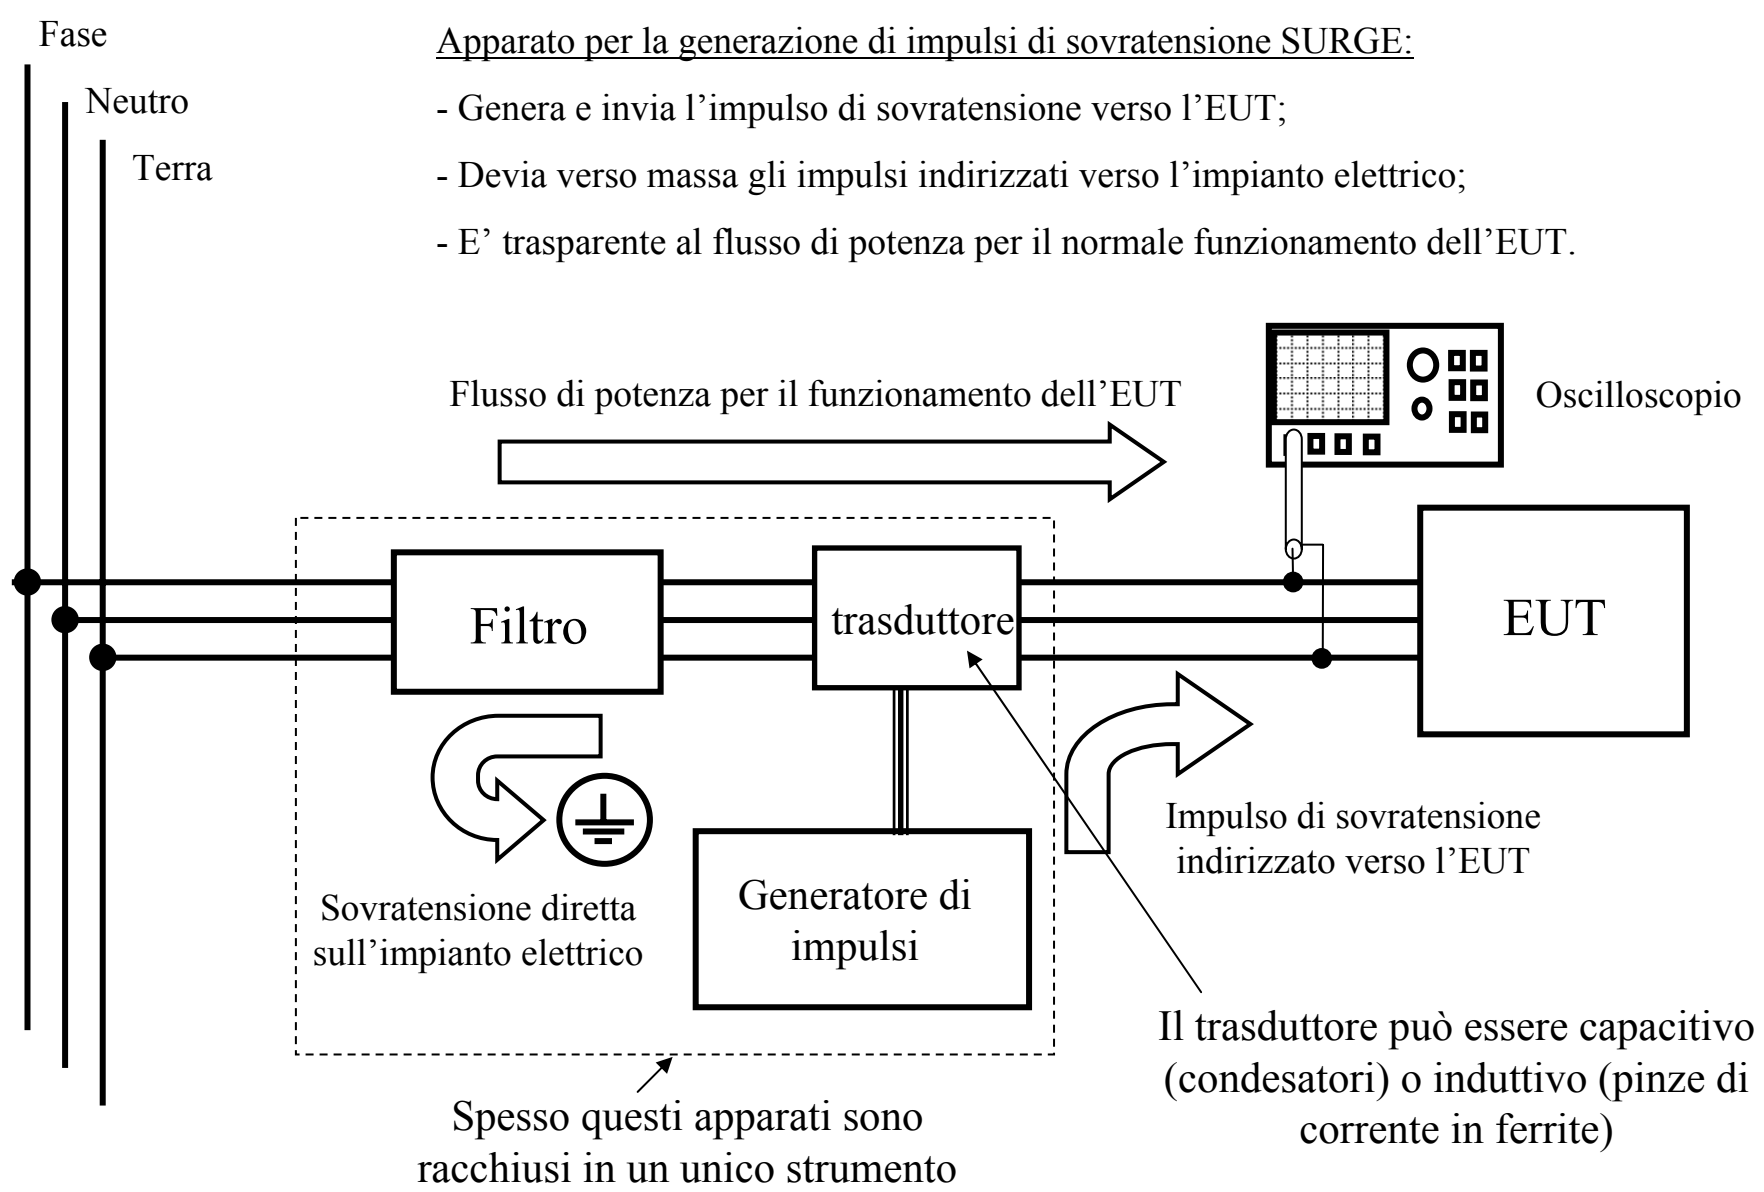 Fase
Neutro
Terra
Apparato per la generazione di impulsi di sovratensione SURGE:
- Genera e invia l’impulso di sovratensione verso l’EUT;
- Devia verso massa gli impulsi indirizzati verso l’impianto elettrico;
- E’ trasparente al flusso di potenza per il normale funzionamento dell’EUT.
Flusso di potenza per il funzionamento dell’EUT
Oscilloscopio
Filtro
trasduttore
EUT
Impulso di sovratensione
indirizzato verso l’EUT
Sovratensione diretta
sull’impianto elettrico
Generatore di
impulsi
Il trasduttore può essere capacitivo
(condesatori) o induttivo (pinze di
corrente in ferrite)
Spesso questi apparati sono
racchiusi in un unico strumento